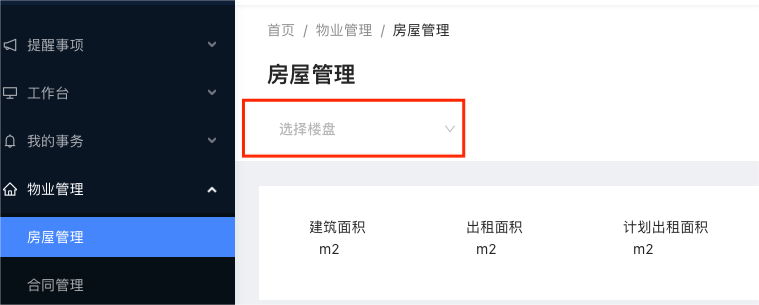 提醒事项
工作台
我的事务
物业管理
房屋管理
合同管理
首页 / 物业管理 / 房屋管理
房屋管理
选择楼盘
建筑面积 出租面积 计划出租面积
m2 m2 m2